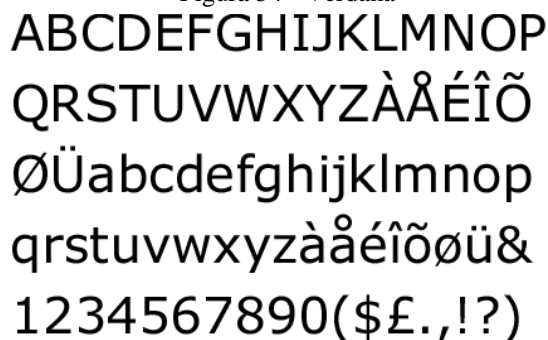 ABCDEFGHIJKLMNOP
QRSTUVWXYZÀÅÉÎÕ
ØÜabcdefghijklmnop
qrstuvwxyzàåéîõøü&
1234567890($£.,!?)